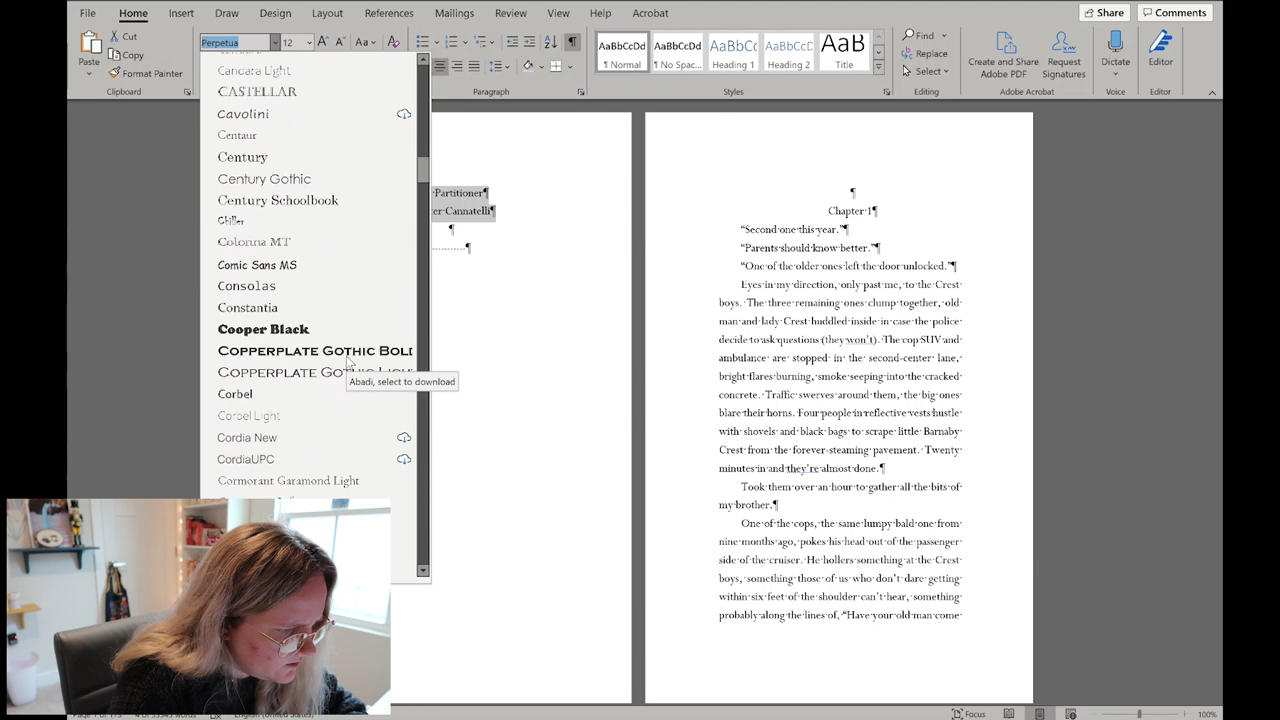 File Home Insert Draw Design Layout References Mailings Review View Help Acrobat Share Comments
Paste Cut Copy Format Painter
Clipboard
Perpetua 12 Aa
Paragraph
AaBbCcDd AaBbCcDd AaBbCcD AaBbCcD AaB
¶ Normal ¶ No Spac... Heading 1 Heading 2 Title
Styles
Find Replace Select
Editing
Create and Share Adobe PDF Request Signatures
Adobe Acrobat
Dictate
Voice
Editor
Editor
Candara Light
CASTELLAR
Cavolini
Centaur
Century
Century Gothic
Century Schoolbook
Chiller
Colonna MT
Comic Sans MS
Consolas
Constantia
Cooper Black
Copperplate Gothic Bold
Copperplate Gothic Light
Abadi, select to download
Corbel
Corbel Light
Cordia New
CordiaUPC
Cormorant Garamond Light
Partitioner¶
er Cannatelli¶
¶
¶
¶
Chapter 1¶
“Second one this year.”¶
“Parents should know better.”¶
“One of the older ones left the door unlocked.”¶
Eyes in my direction, only past me, to the Crest
boys. The three remaining ones clump together, old
man and lady Crest huddled inside in case the police
decide to ask questions (they won’t). The cop SUV and
ambulance are stopped in the second-center lane,
bright flares burning, smoke seeping into the cracked
concrete. Traffic swerves around them, the big ones
blare their horns. Four people in reflective vests hustle
with shovels and black bags to scrape little Barnaby
Crest from the forever-steaming pavement. Twenty
minutes in and they’re almost done.¶
Took them over an hour to gather all the bits of
my brother.¶
One of the cops, the same lumpy bald one from
nine months ago, pokes his head out of the passenger
side of the cruiser. He hollers something at the Crest
boys, something those of us who don’t dare getting
within six feet of the shoulder can’t hear, something
probably along the lines of, “Have your old man come
Focus 100%